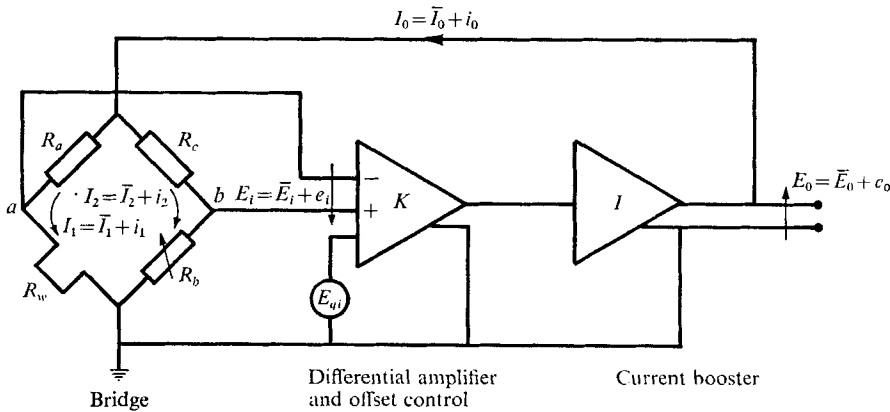 I₀ = Ī₀ + i₀
Rₐ
R_c
a
b
I₂ = Ī₂ + i₂
I₁ = Ī₁ + i₁
R_w
R_b
E_i = Ē_i + e_i
−
+
K
E_qi
I
E₀ = Ē₀ + e₀
Bridge
Differential amplifier
and offset control
Current booster